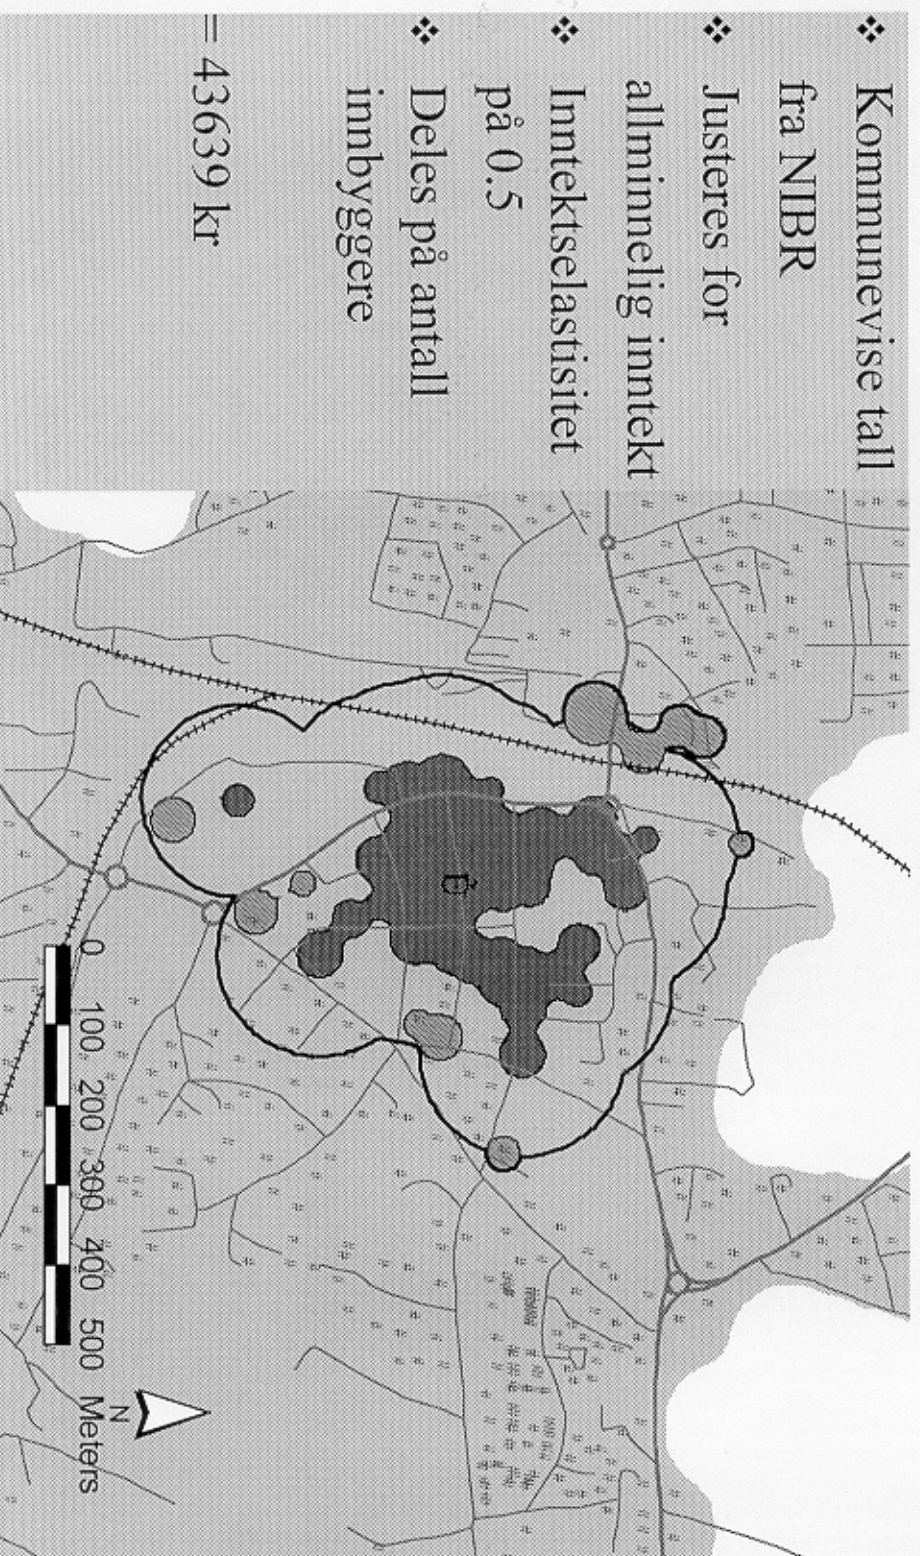 ❖ Kommunevise tall
fra NIBR
❖ Justeres for
allminnelig inntekt
❖ Inntektselastisitet
på 0.5
❖ Deles på antall
innbyggere
= 43639 kr
0 100 200 300 400 500 Meters
N